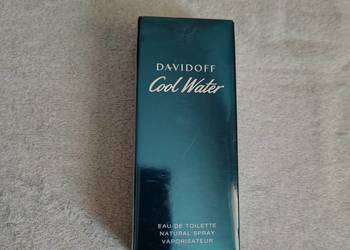 DAVIDOFF
Cool Water
EAU DE TOILETTE
NATURAL SPRAY
VAPORISATEUR